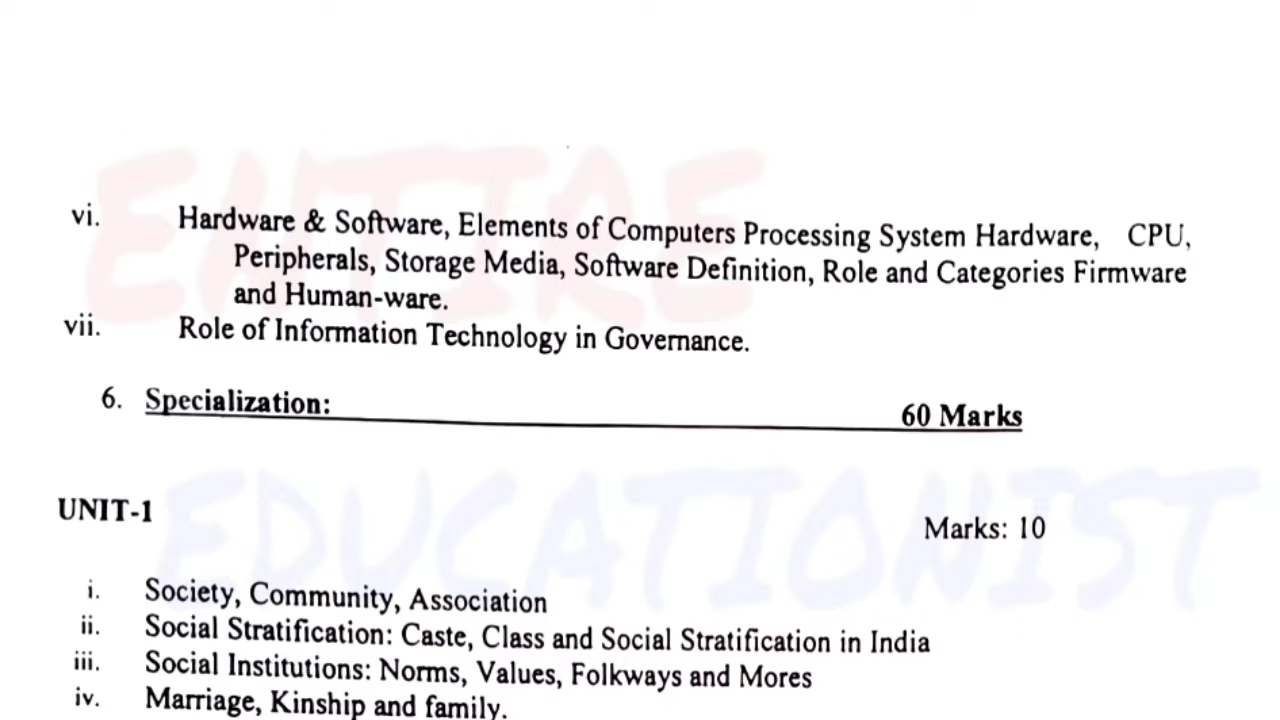 vi. Hardware & Software, Elements of Computers Processing System Hardware, CPU,
Peripherals, Storage Media, Software Definition, Role and Categories Firmware
and Human-ware.
vii. Role of Information Technology in Governance.
6. Specialization: 60 Marks
UNIT-1
Marks: 10
i. Society, Community, Association
ii. Social Stratification: Caste, Class and Social Stratification in India
iii. Social Institutions: Norms, Values, Folkways and Mores
iv. Marriage, Kinship and family.
ENTIRE
EDUCATIONIST